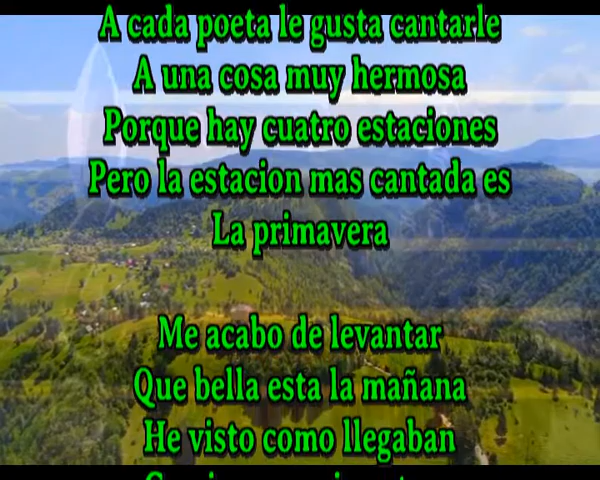 A cada poeta le gusta cantarle
A una cosa muy hermosa
Porque hay cuatro estaciones
Pero la estacion mas cantada es
La primavera
Me acabo de levantar
Que bella esta la mañana
He visto como llegaban